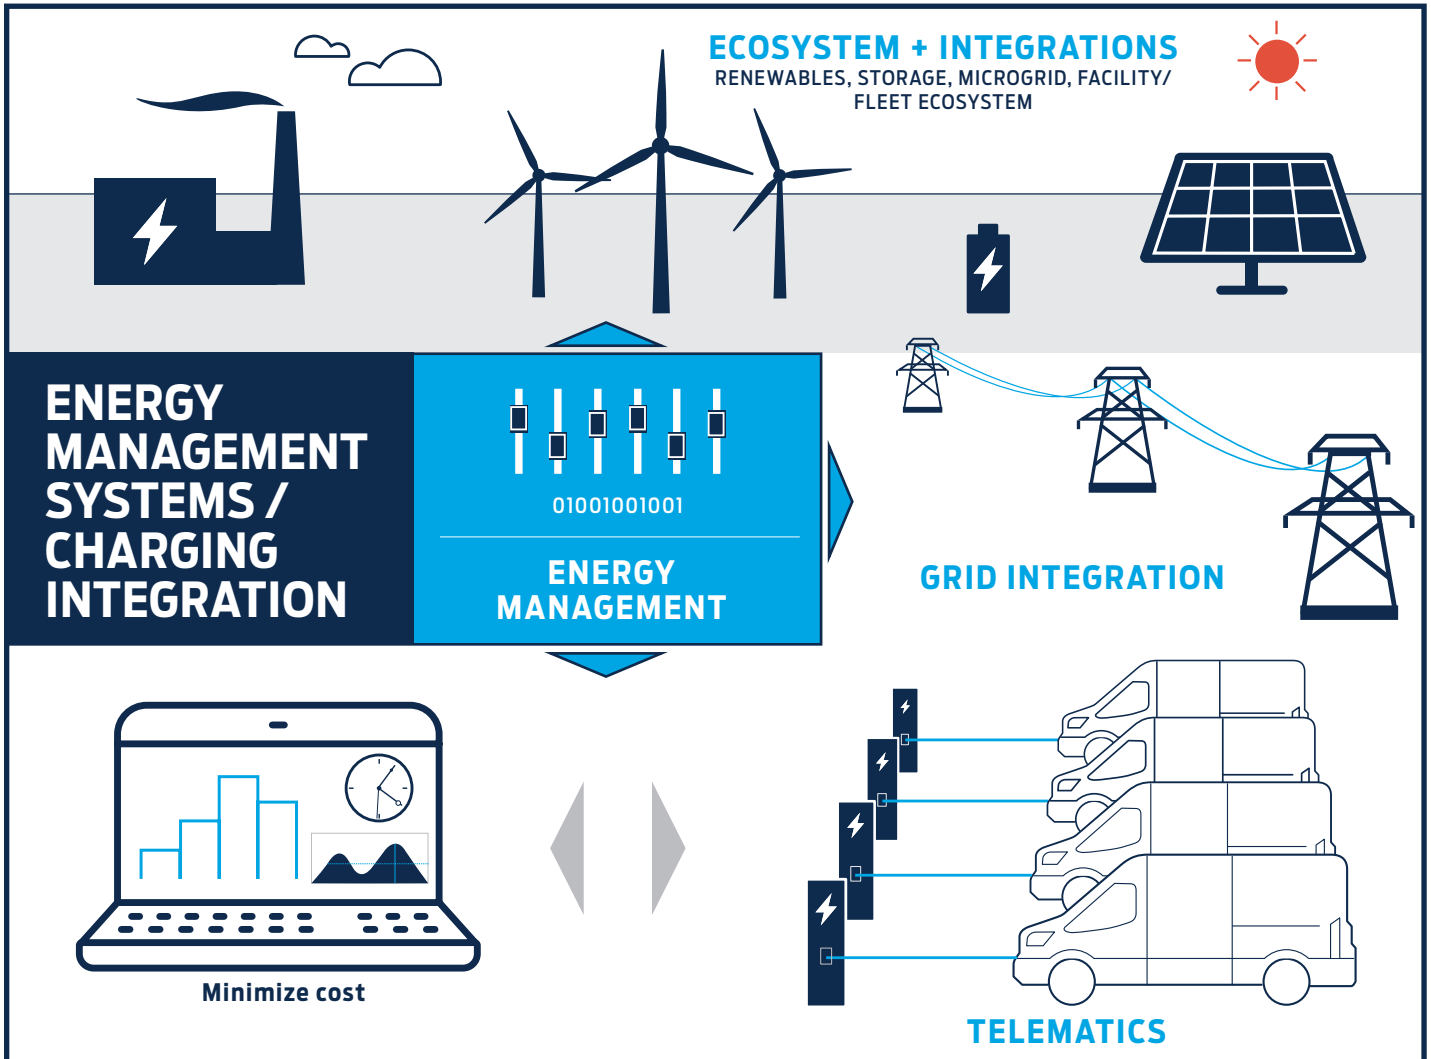 ECOSYSTEM + INTEGRATIONS
RENEWABLES, STORAGE, MICROGRID, FACILITY/
FLEET ECOSYSTEM
ENERGY
MANAGEMENT
SYSTEMS /
CHARGING
INTEGRATION
01001001001
ENERGY
MANAGEMENT
GRID INTEGRATION
Minimize cost
TELEMATICS